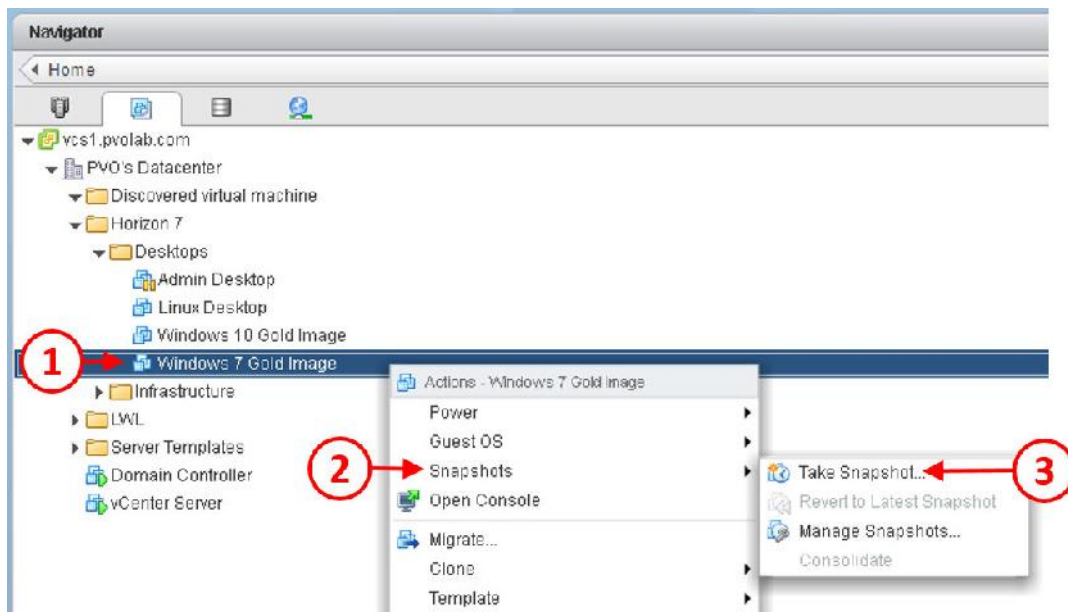 Navigator
Home
vcs1.pvolab.com
PVO's Datacenter
Discovered virtual machine
Horizon 7
Desktops
Admin Desktop
Linux Desktop
Windows 10 Gold Image
1
Windows 7 Gold Image
Actions - Windows 7 Gold Image
Infrastructure
Power
LWL
Guest OS
Server Templates
2
Snapshots
Take Snapshot...
3
Domain Controller
vCenter Server
Open Console
Revert to Latest Snapshot
Migrate...
Manage Snapshots...
Clone
Consolidate
Template